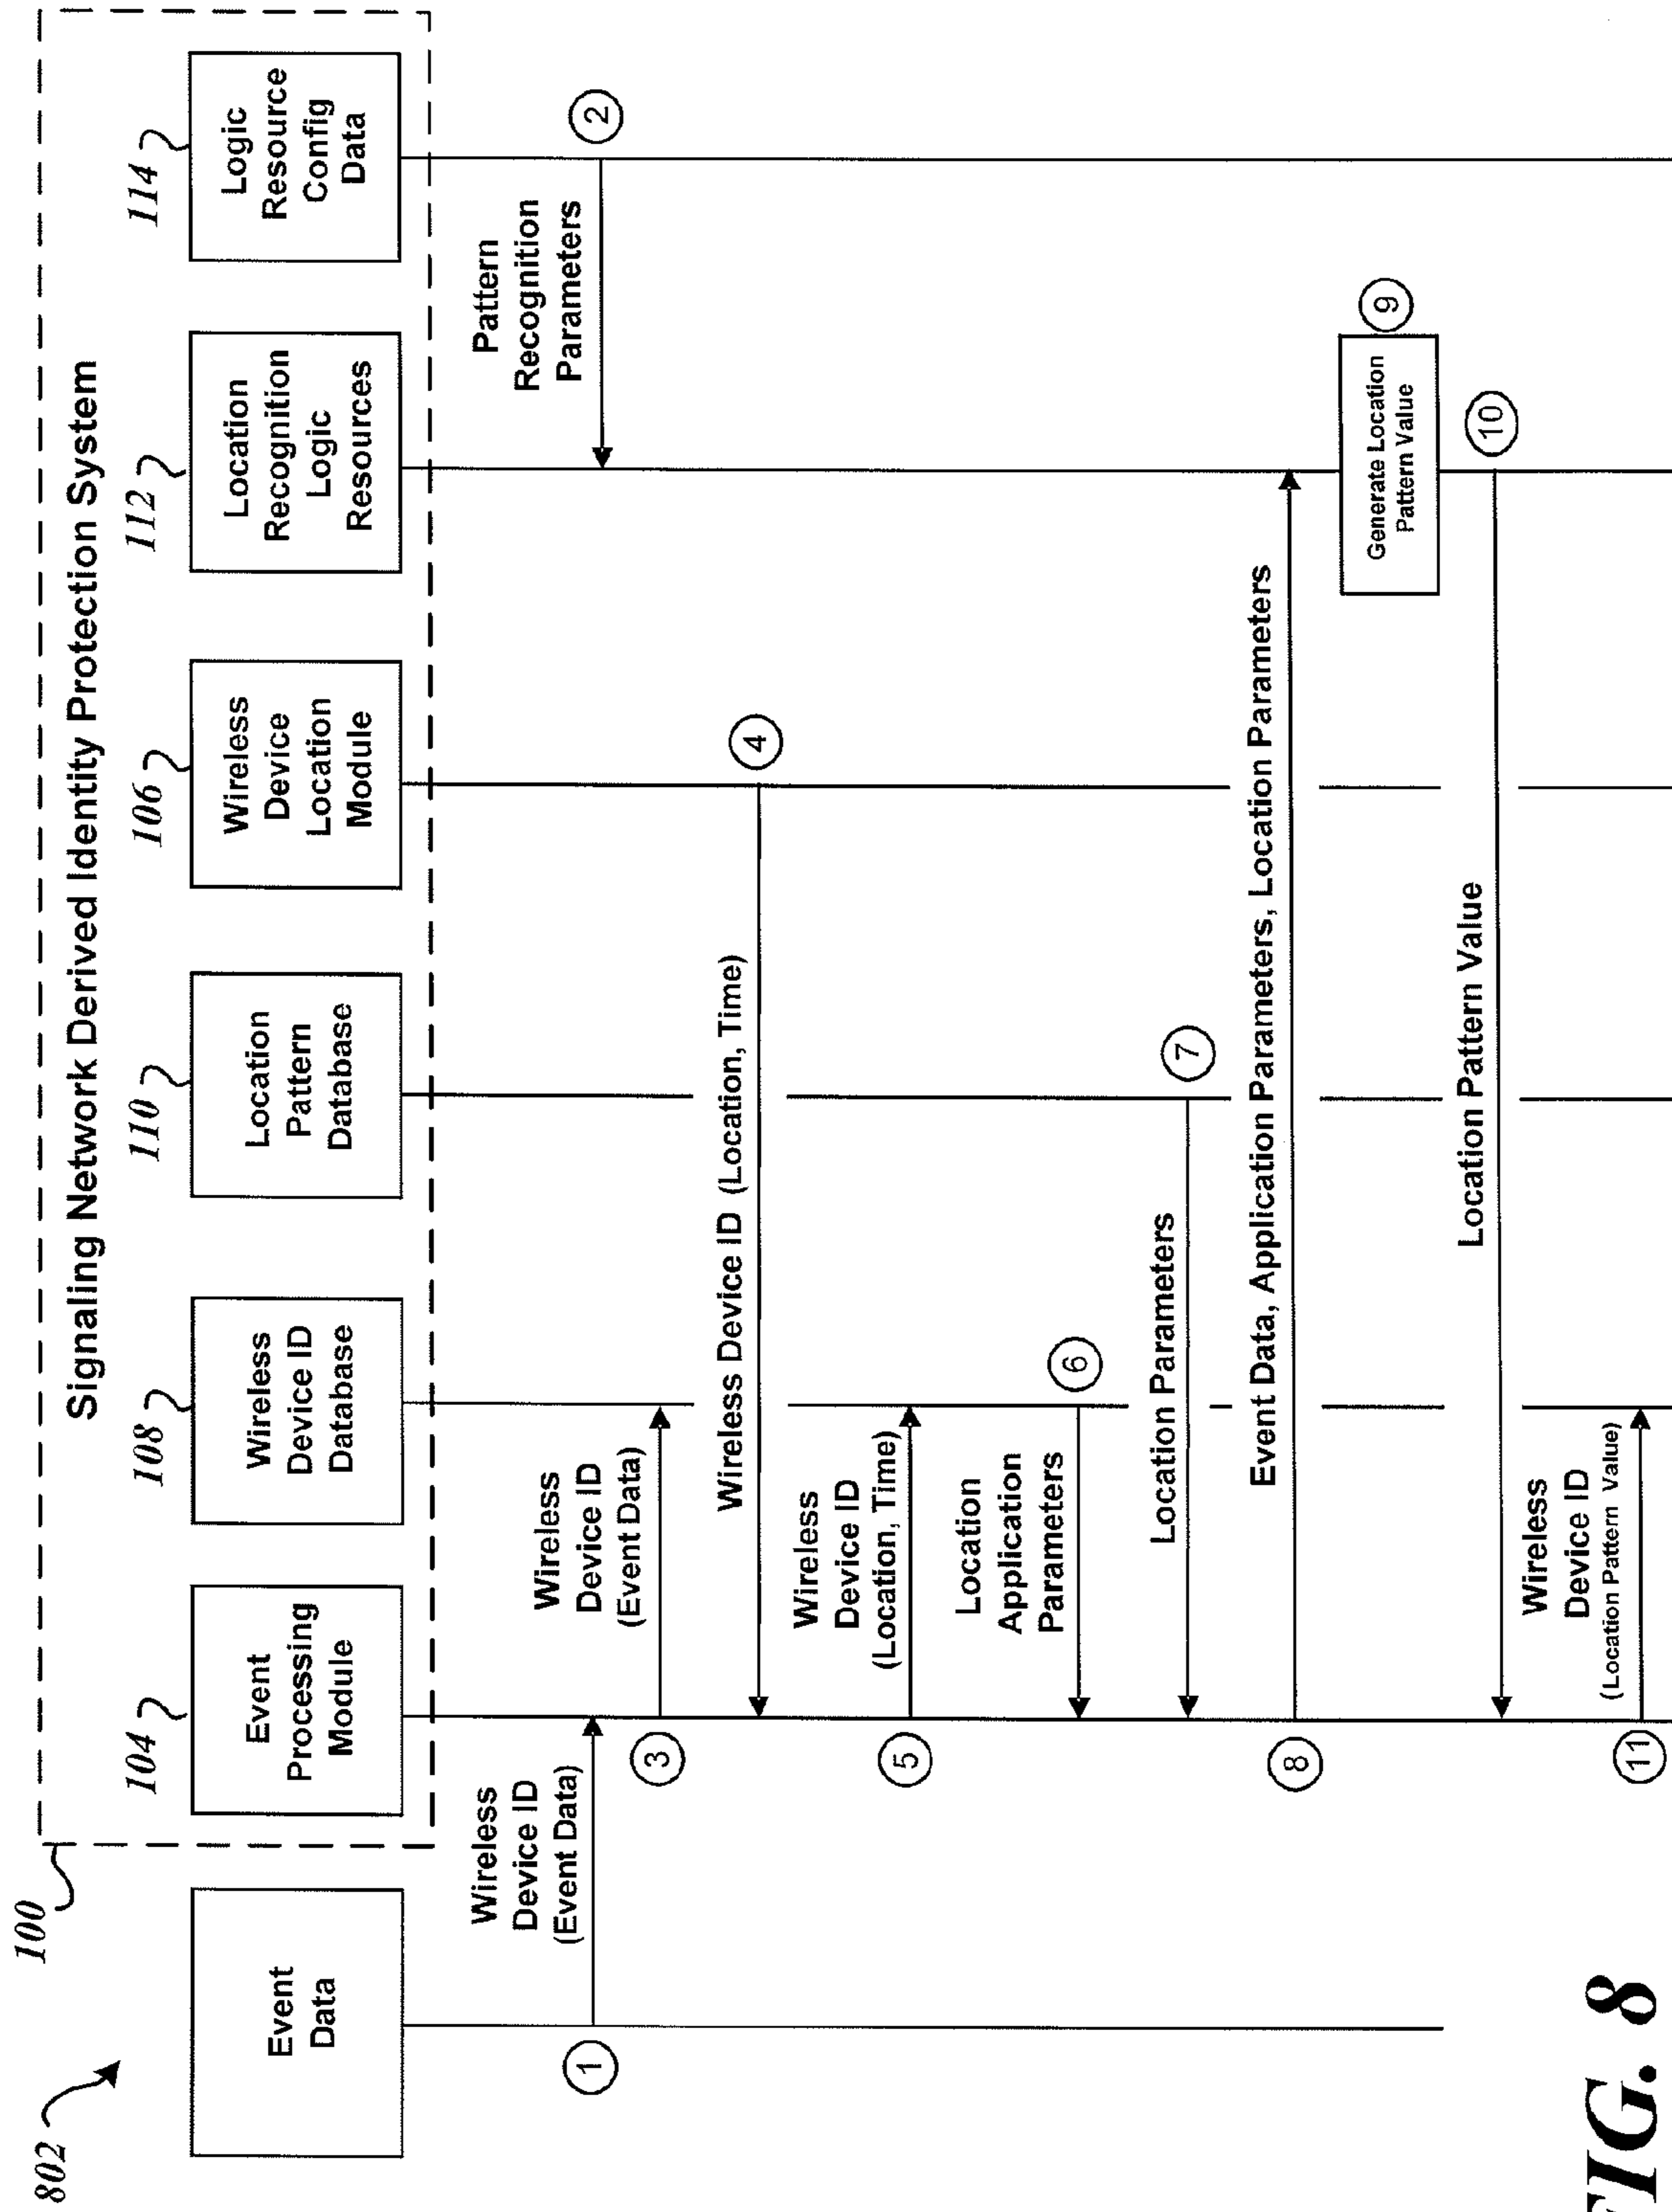 802
100
Signaling Network Derived Identity Protection System
104
108
110
106
112
114
Event
Data
Event
Processing
Module
Wireless
Device ID
Database
Location
Pattern
Database
Wireless
Device
Location
Module
Location
Recognition
Logic
Resources
Logic
Resource
Config
Data
Wireless
Device ID
(Event Data)
1
Pattern
Recognition
Parameters
2
Wireless
Device ID
(Event Data)
3
Wireless Device ID (Location, Time)
4
Wireless
Device ID
(Location, Time)
5
Location
Application
Parameters
6
Location Parameters
7
Event Data, Application Parameters, Location Parameters
8
Generate Location
Pattern Value
9
Location Pattern Value
10
Wireless
Device ID
(Location Pattern Value)
11
FIG. 8